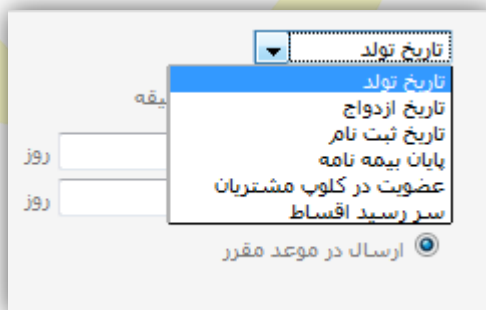 تاریخ تولد
تاریخ تولد
تاریخ ازدواج
تاریخ ثبت نام
پایان بیمه نامه
عضویت در کلوپ مشتریان
سر رسید اقساط
روز
روز
ارسال در موعد مقرر